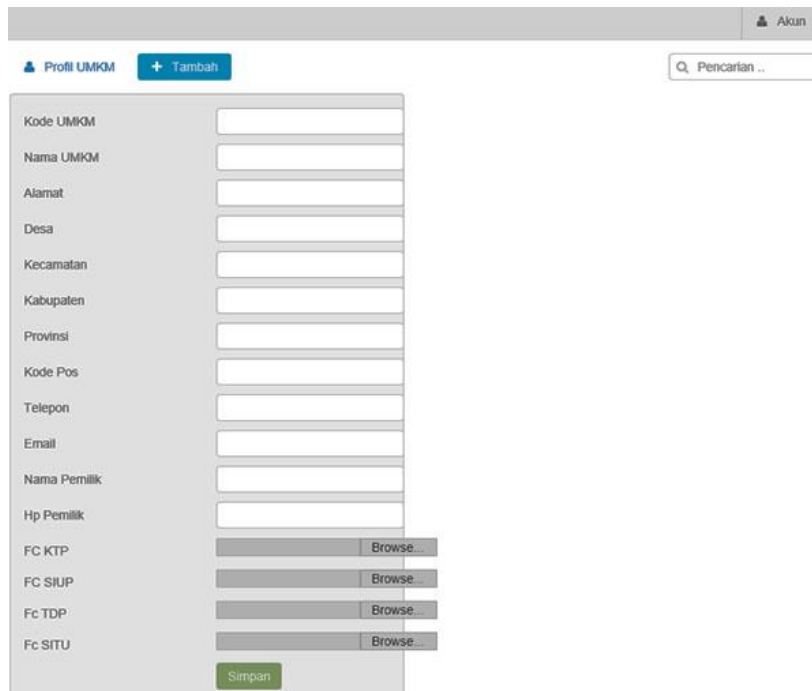 Akun
Profil UMKM + Tambah Pencarian ..
Kode UMKM
Nama UMKM
Alamat
Desa
Kecamatan
Kabupaten
Provinsi
Kode Pos
Telepon
Email
Nama Pemilik
Hp Pemilik
FC KTP Browse...
FC SIUP Browse...
Fc TDP Browse...
Fc SITU Browse...
Simpan